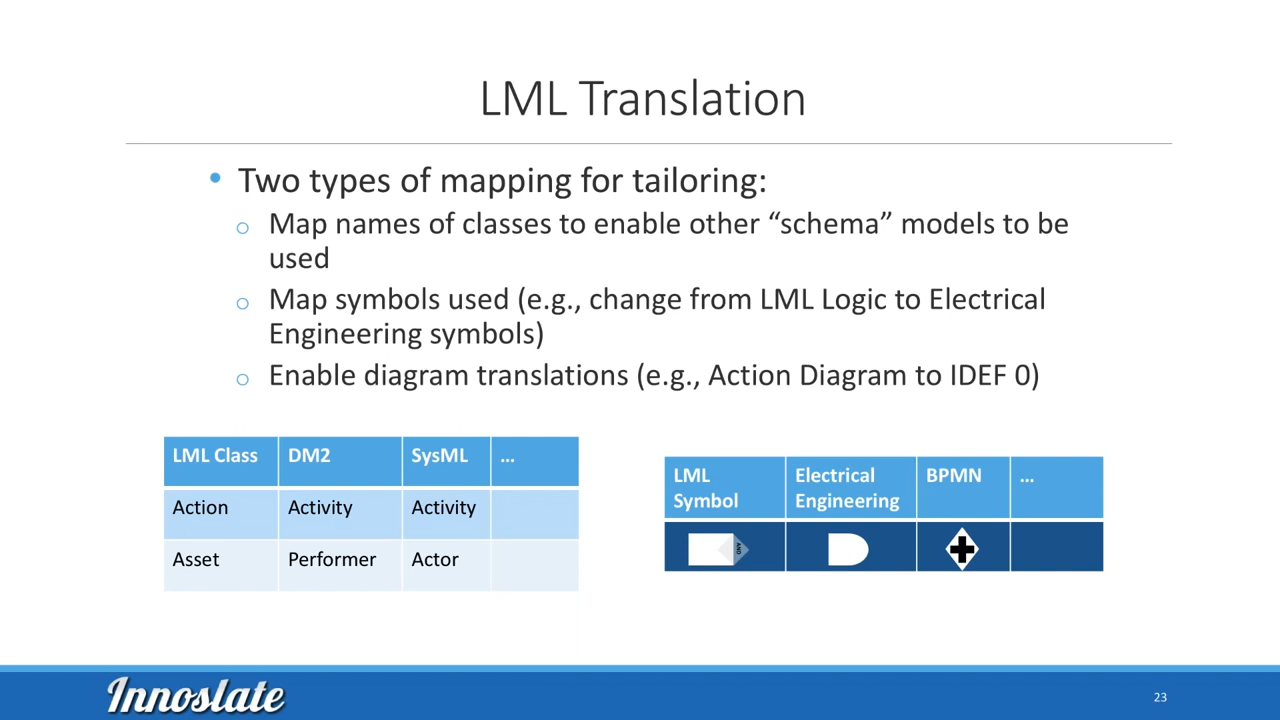 LML Translation
• Two types of mapping for tailoring:
o Map names of classes to enable other “schema” models to be
used
o Map symbols used (e.g., change from LML Logic to Electrical
Engineering symbols)
o Enable diagram translations (e.g., Action Diagram to IDEF 0)
LML Class DM2 SysML ...
Action Activity Activity
Asset Performer Actor
LML Symbol Electrical Engineering BPMN ...
AND
Innoslate
23